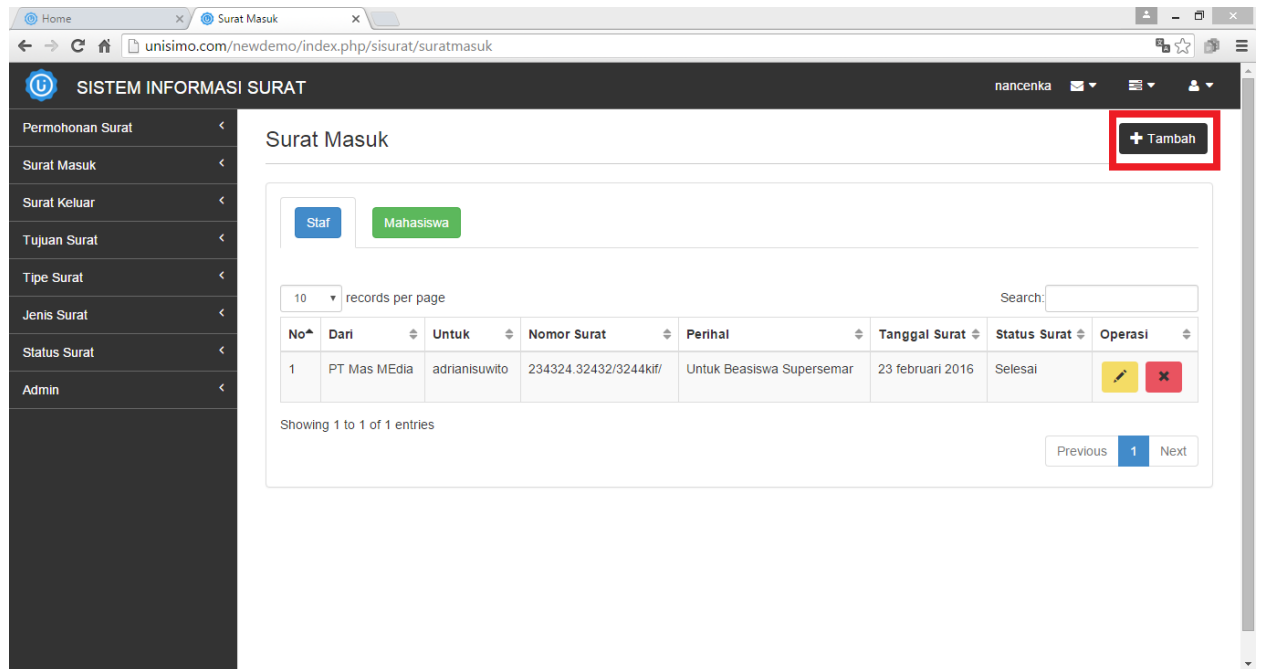 Home
Surat Masuk
unisimo.com/newdemo/index.php/sisurat/suratmasuk
SISTEM INFORMASI SURAT
nancenka
Permohonan Surat
Surat Masuk
Surat Keluar
Tujuan Surat
Tipe Surat
Jenis Surat
Status Surat
Admin
Surat Masuk
Tambah
Staf
Mahasiswa
10 records per page
Search:
No Dari Untuk Nomor Surat Perihal Tanggal Surat Status Surat Operasi
1 PT Mas MEdia adrianisuwito 234324.32432/3244kif/ Untuk Beasiswa Supersemar 23 februari 2016 Selesai
Showing 1 to 1 of 1 entries
Previous 1 Next